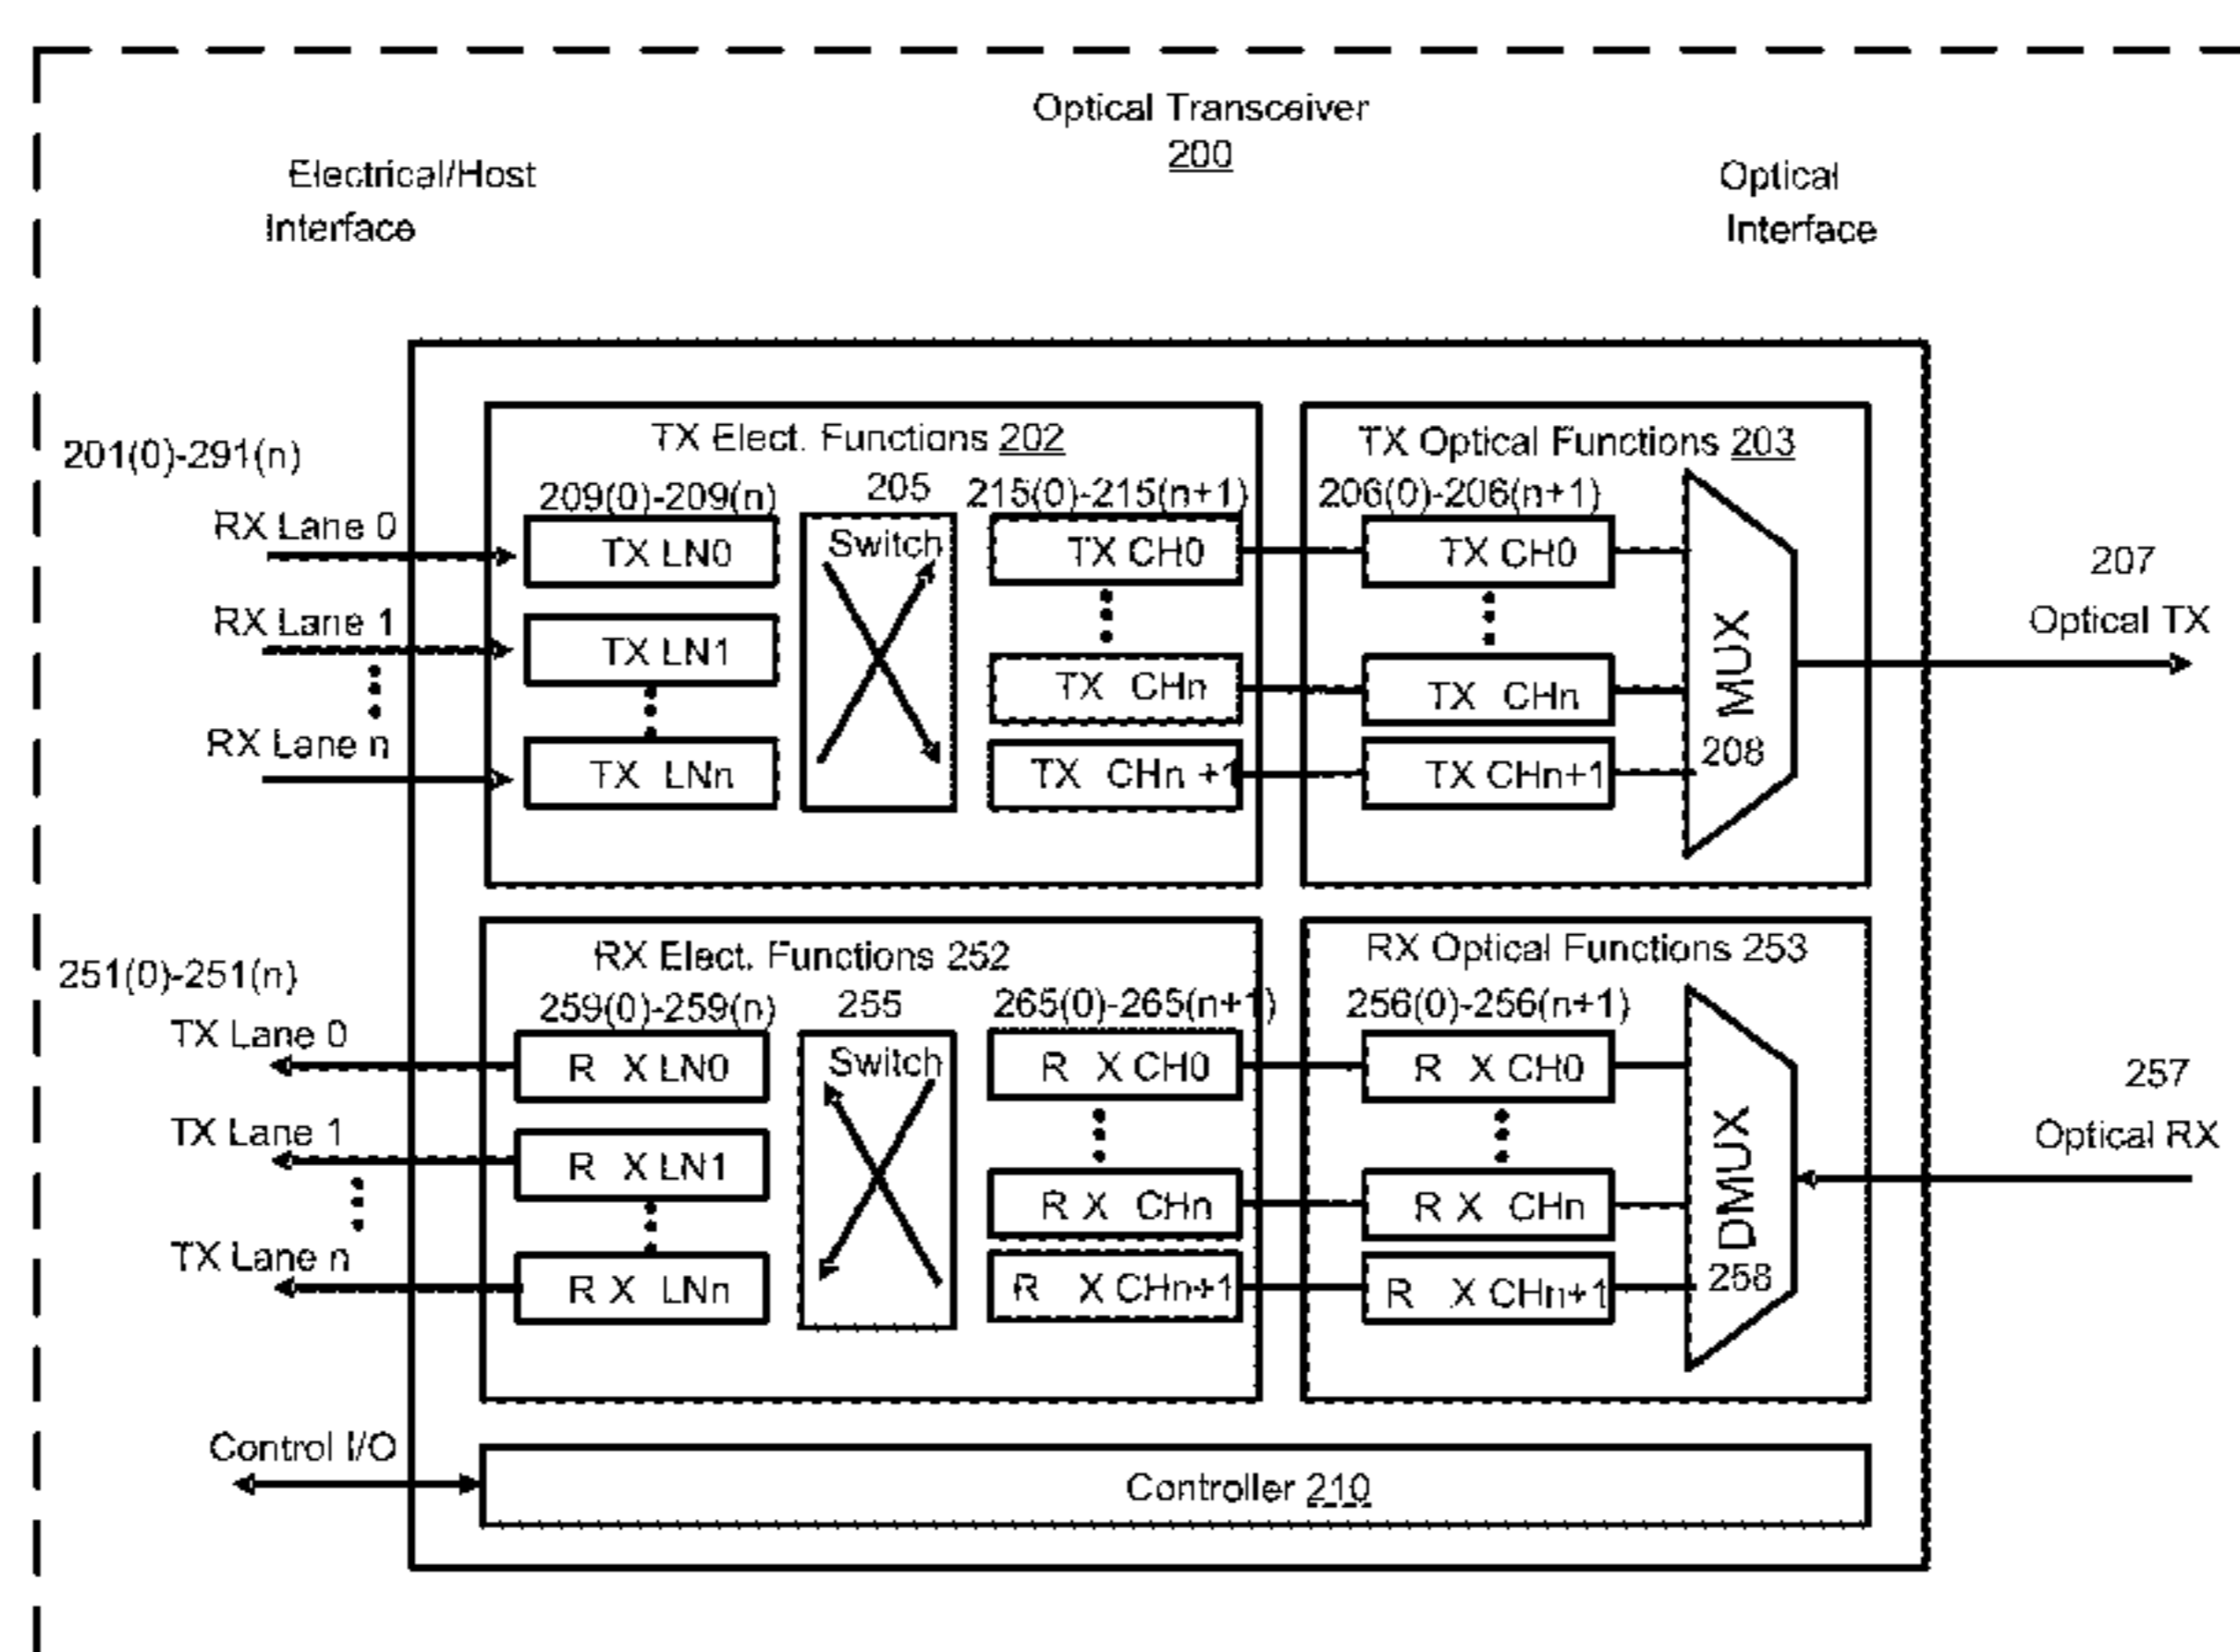 Optical Transceiver
200
Electrical/Host
Interface
Optical
Interface
201(0)-291(n)
RX Lane 0
RX Lane 1
RX Lane n
TX Elect. Functions 202
209(0)-209(n)
205
215(0)-215(n+1)
TX LN0
TX LN1
TX LNn
Switch
TX CH0
TX CHn
TX CHn +1
TX Optical Functions 203
206(0)-206(n+1)
TX CH0
TX CHn
TX CHn+1
MUX
208
207
Optical TX
251(0)-251(n)
TX Lane 0
TX Lane 1
TX Lane n
RX Elect. Functions 252
259(0)-259(n)
255
265(0)-265(n+1)
R X LN0
R X LN1
R X LNn
Switch
R X CH0
R X CHn
R X CHn+1
RX Optical Functions 253
256(0)-256(n+1)
R X CH0
R X CHn
R X CHn+1
DMUX
258
257
Optical RX
Control I/O
Controller 210